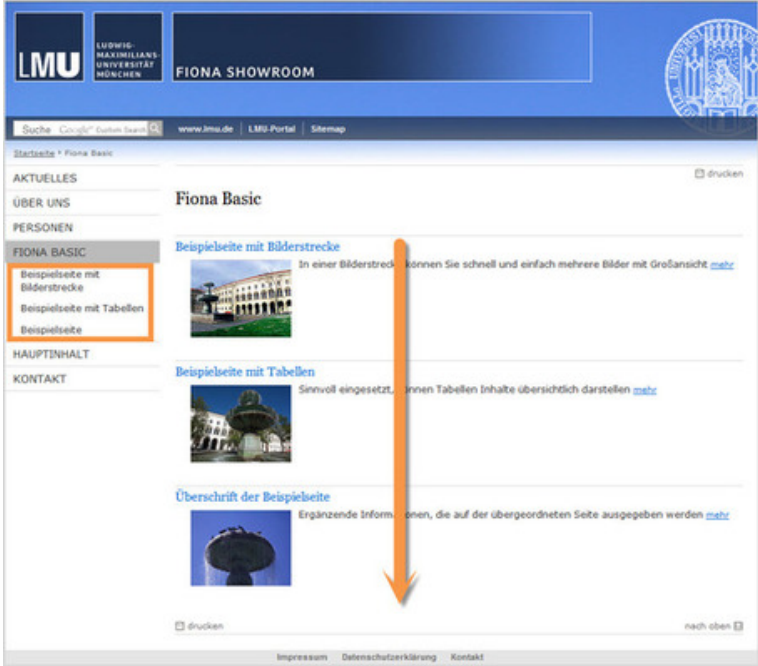 LMU
LUDWIG-
MAXIMILIANS-
UNIVERSITÄT
MÜNCHEN
FIONA SHOWROOM
Suche Google™ Custom Search
www.lmu.de
LMU-Portal
Sitemap
Startseite
Fiona Basic
drucken
AKTUELLES
ÜBER UNS
PERSONEN
FIONA BASIC
Beispielseite mit
Bilderstrecke
Beispielseite mit Tabellen
Beispielseite
HAUPTINHALT
KONTAKT
Fiona Basic
Beispielseite mit Bilderstrecke
In einer Bilderstrecke können Sie schnell und einfach mehrere Bilder mit Großansicht mehr
Beispielseite mit Tabellen
Sinnvoll eingesetzt, können Tabellen Inhalte übersichtlich darstellen mehr
Überschrift der Beispielseite
Ergänzende Informationen, die auf der übergeordneten Seite ausgegeben werden mehr
drucken
nach oben
Impressum Datenschutzerklärung Kontakt